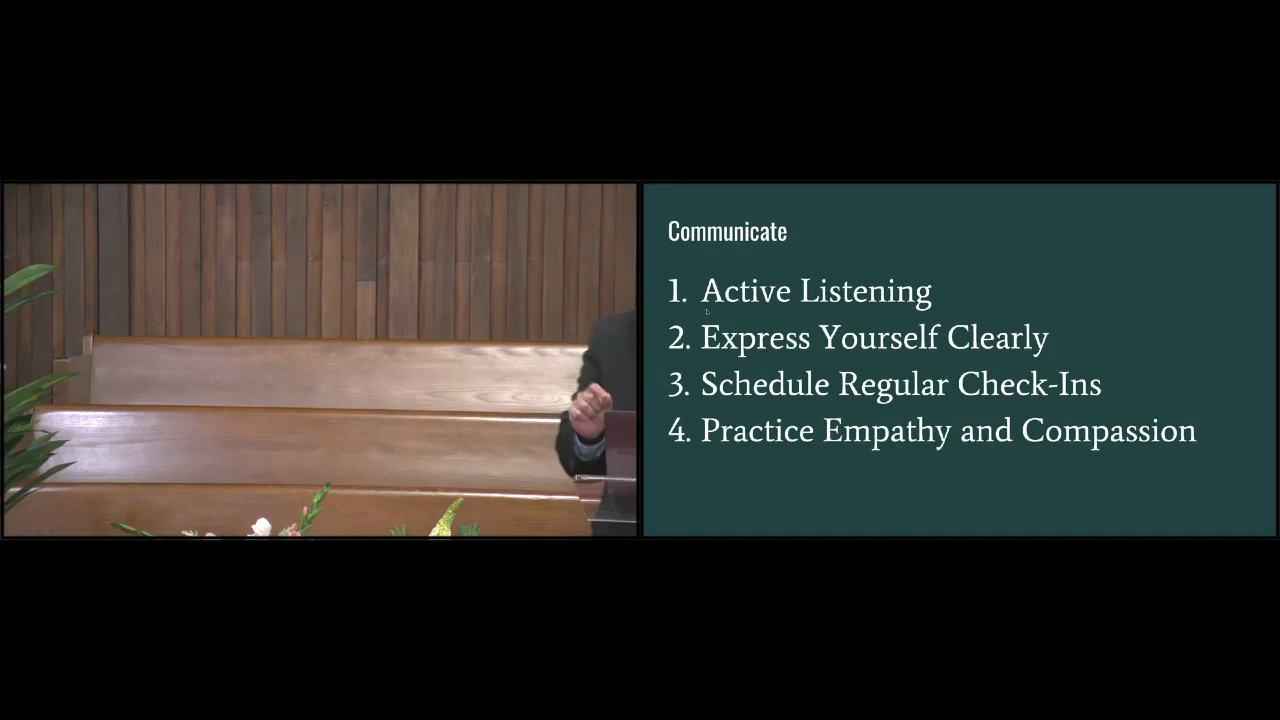 Communicate
1. Active Listening
2. Express Yourself Clearly
3. Schedule Regular Check-Ins
4. Practice Empathy and Compassion